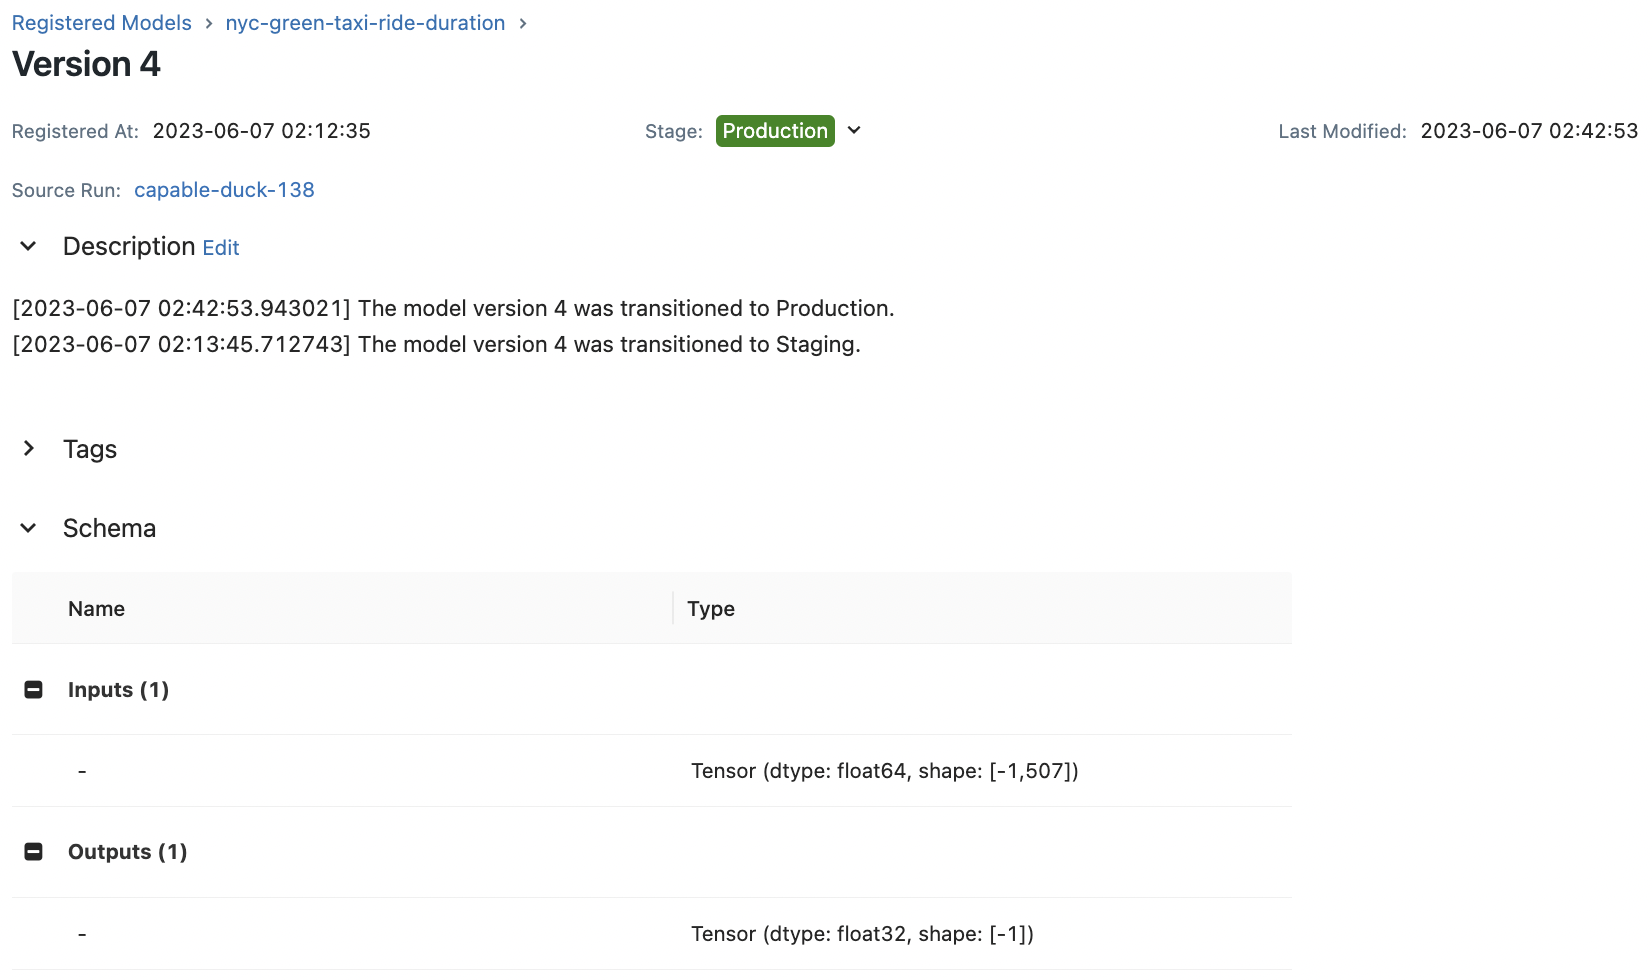 Registered Models > nyc-green-taxi-ride-duration >
Version 4
Registered At: 2023-06-07 02:12:35 Stage: Production Last Modified: 2023-06-07 02:42:53
Source Run: capable-duck-138
Description Edit
[2023-06-07 02:42:53.943021] The model version 4 was transitioned to Production.
[2023-06-07 02:13:45.712743] The model version 4 was transitioned to Staging.
Tags
Schema
Name Type
Inputs (1)
- Tensor (dtype: float64, shape: [-1,507])
Outputs (1)
- Tensor (dtype: float32, shape: [-1])